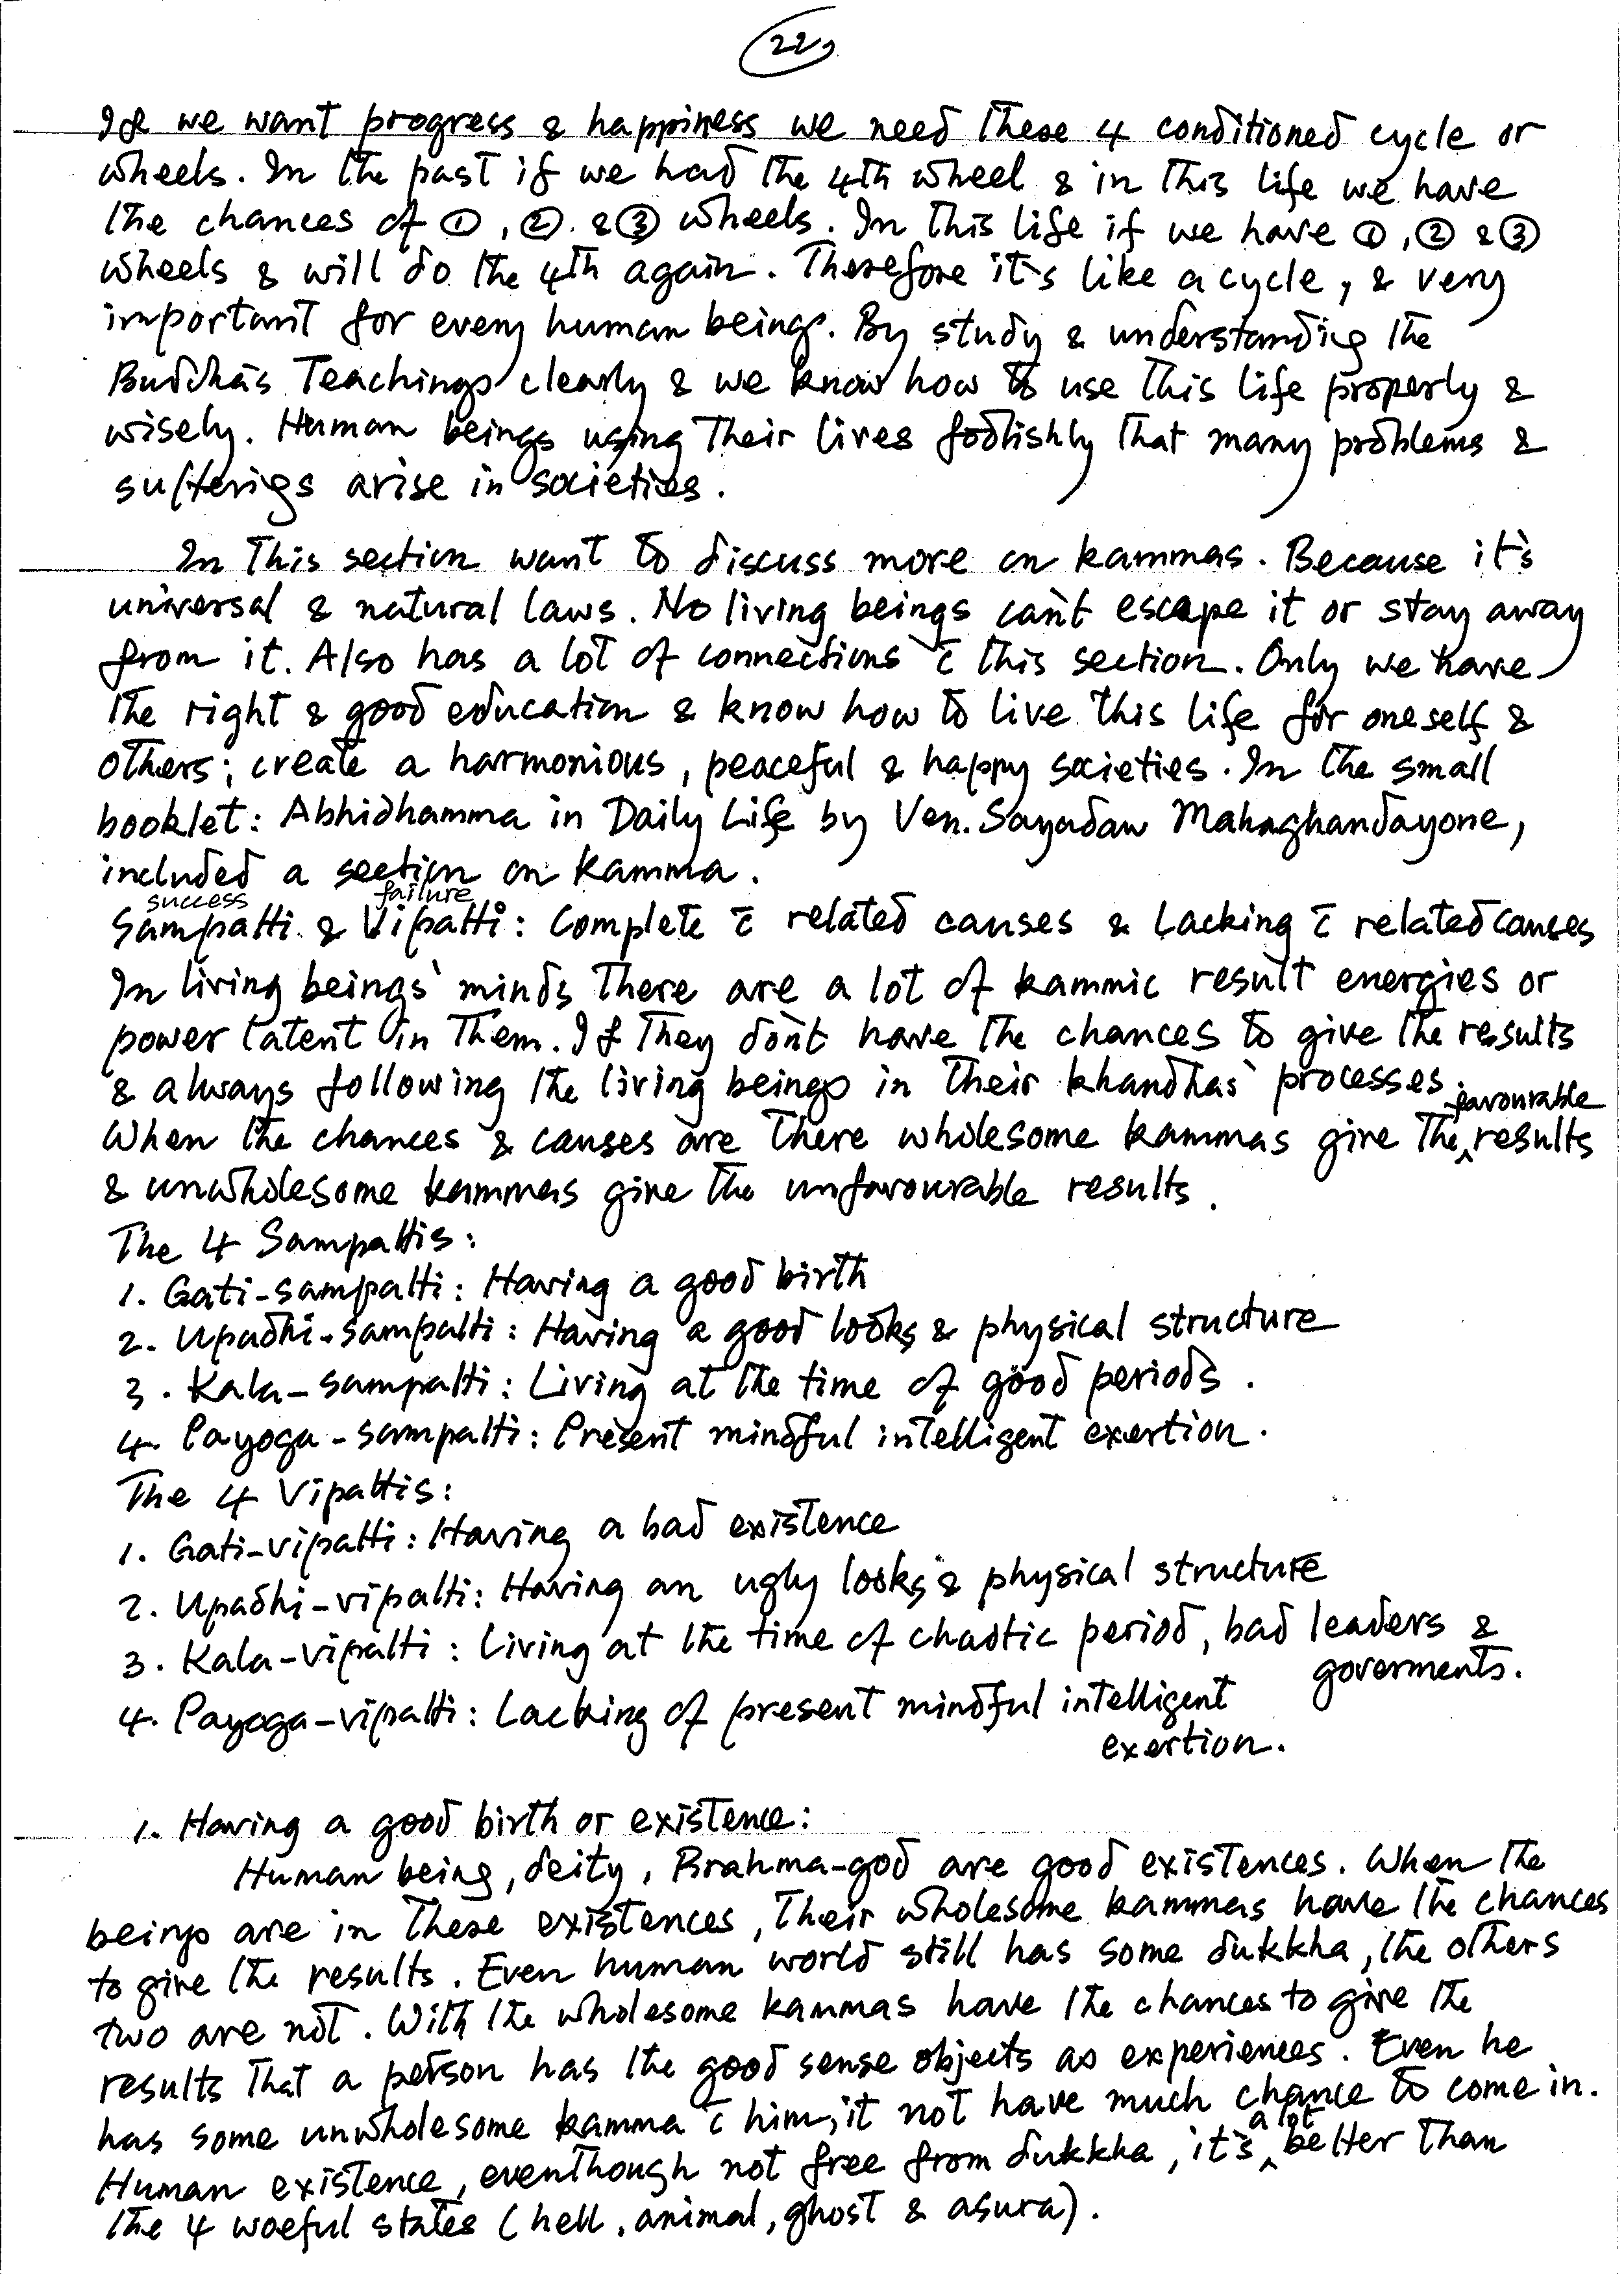 22,
If we want progress & happiness we need these 4 conditioned cycle or
wheels. In the past if we had the 4th wheel & in this life we have
the chances of ①, ②. & ③ wheels. In this life if we have ①, ② & ③
wheels & will do the 4th again. Therefore it's like a cycle, & very
important for every human beings. By study & understanding the
Buddha's Teachings clearly & we know how to use this life properly &
wisely. Human beings using their lives foolishly that many problems &
sufferings arise in societies.
In this section want to discuss more on kammas. Because it's
universal & natural laws. No living beings can't escape it or stay away
from it. Also has a lot of connections c̄ this section. Only we have
the right & good education & know how to live this life for oneself &
others; create a harmonious, peaceful & happy societies. In the small
booklet: Abhidhamma in Daily Life by Ven. Sayadaw Mahaghandayone,
included a section on kamma.
success failure
Sampatti & Vipatti: Complete c̄ related causes & Lacking c̄ related causes
In living beings' minds there are a lot of kammic result energies or
power latent in them. If they don't have the chances to give the results
& always following the living beings in their khandhas' processes.
favourable
When the chances & causes are there wholesome kammas give the ^ results
& unwholesome kammas give the unfavourable results.
The 4 Sampattis:
1. Gati-sampatti: Having a good birth
2. Upadhi-sampatti: Having a good looks & physical structure
3. Kala-sampatti: Living at the time of good periods.
4. Payoga-sampatti: Present mindful intelligent exertion.
The 4 Vipattis:
1. Gati-vipatti: Having a bad existence
2. Upadhi-vipatti: Having an ugly looks & physical structure
3. Kala-vipatti: Living at the time of chaotic period, bad leaders &
goverments.
4. Payoga-vipatti: Lacking of present mindful intelligent
exertion.
1. Having a good birth or existence:
Human being, deity, Brahma-god are good existences. When the
beings are in these existences, their wholesome kammas have the chances
to give the results. Even human world still has some dukkha, the others
two are not. With the wholesome kammas have the chances to give the
results that a person has the good sense objects as experiences. Even he
has some unwholesome kamma c̄ him, it not have much chance to come in.
a lot
Human existence, eventhough not free from dukkha, it's ^ better than
the 4 woeful states (hell, animal, ghost & asura).